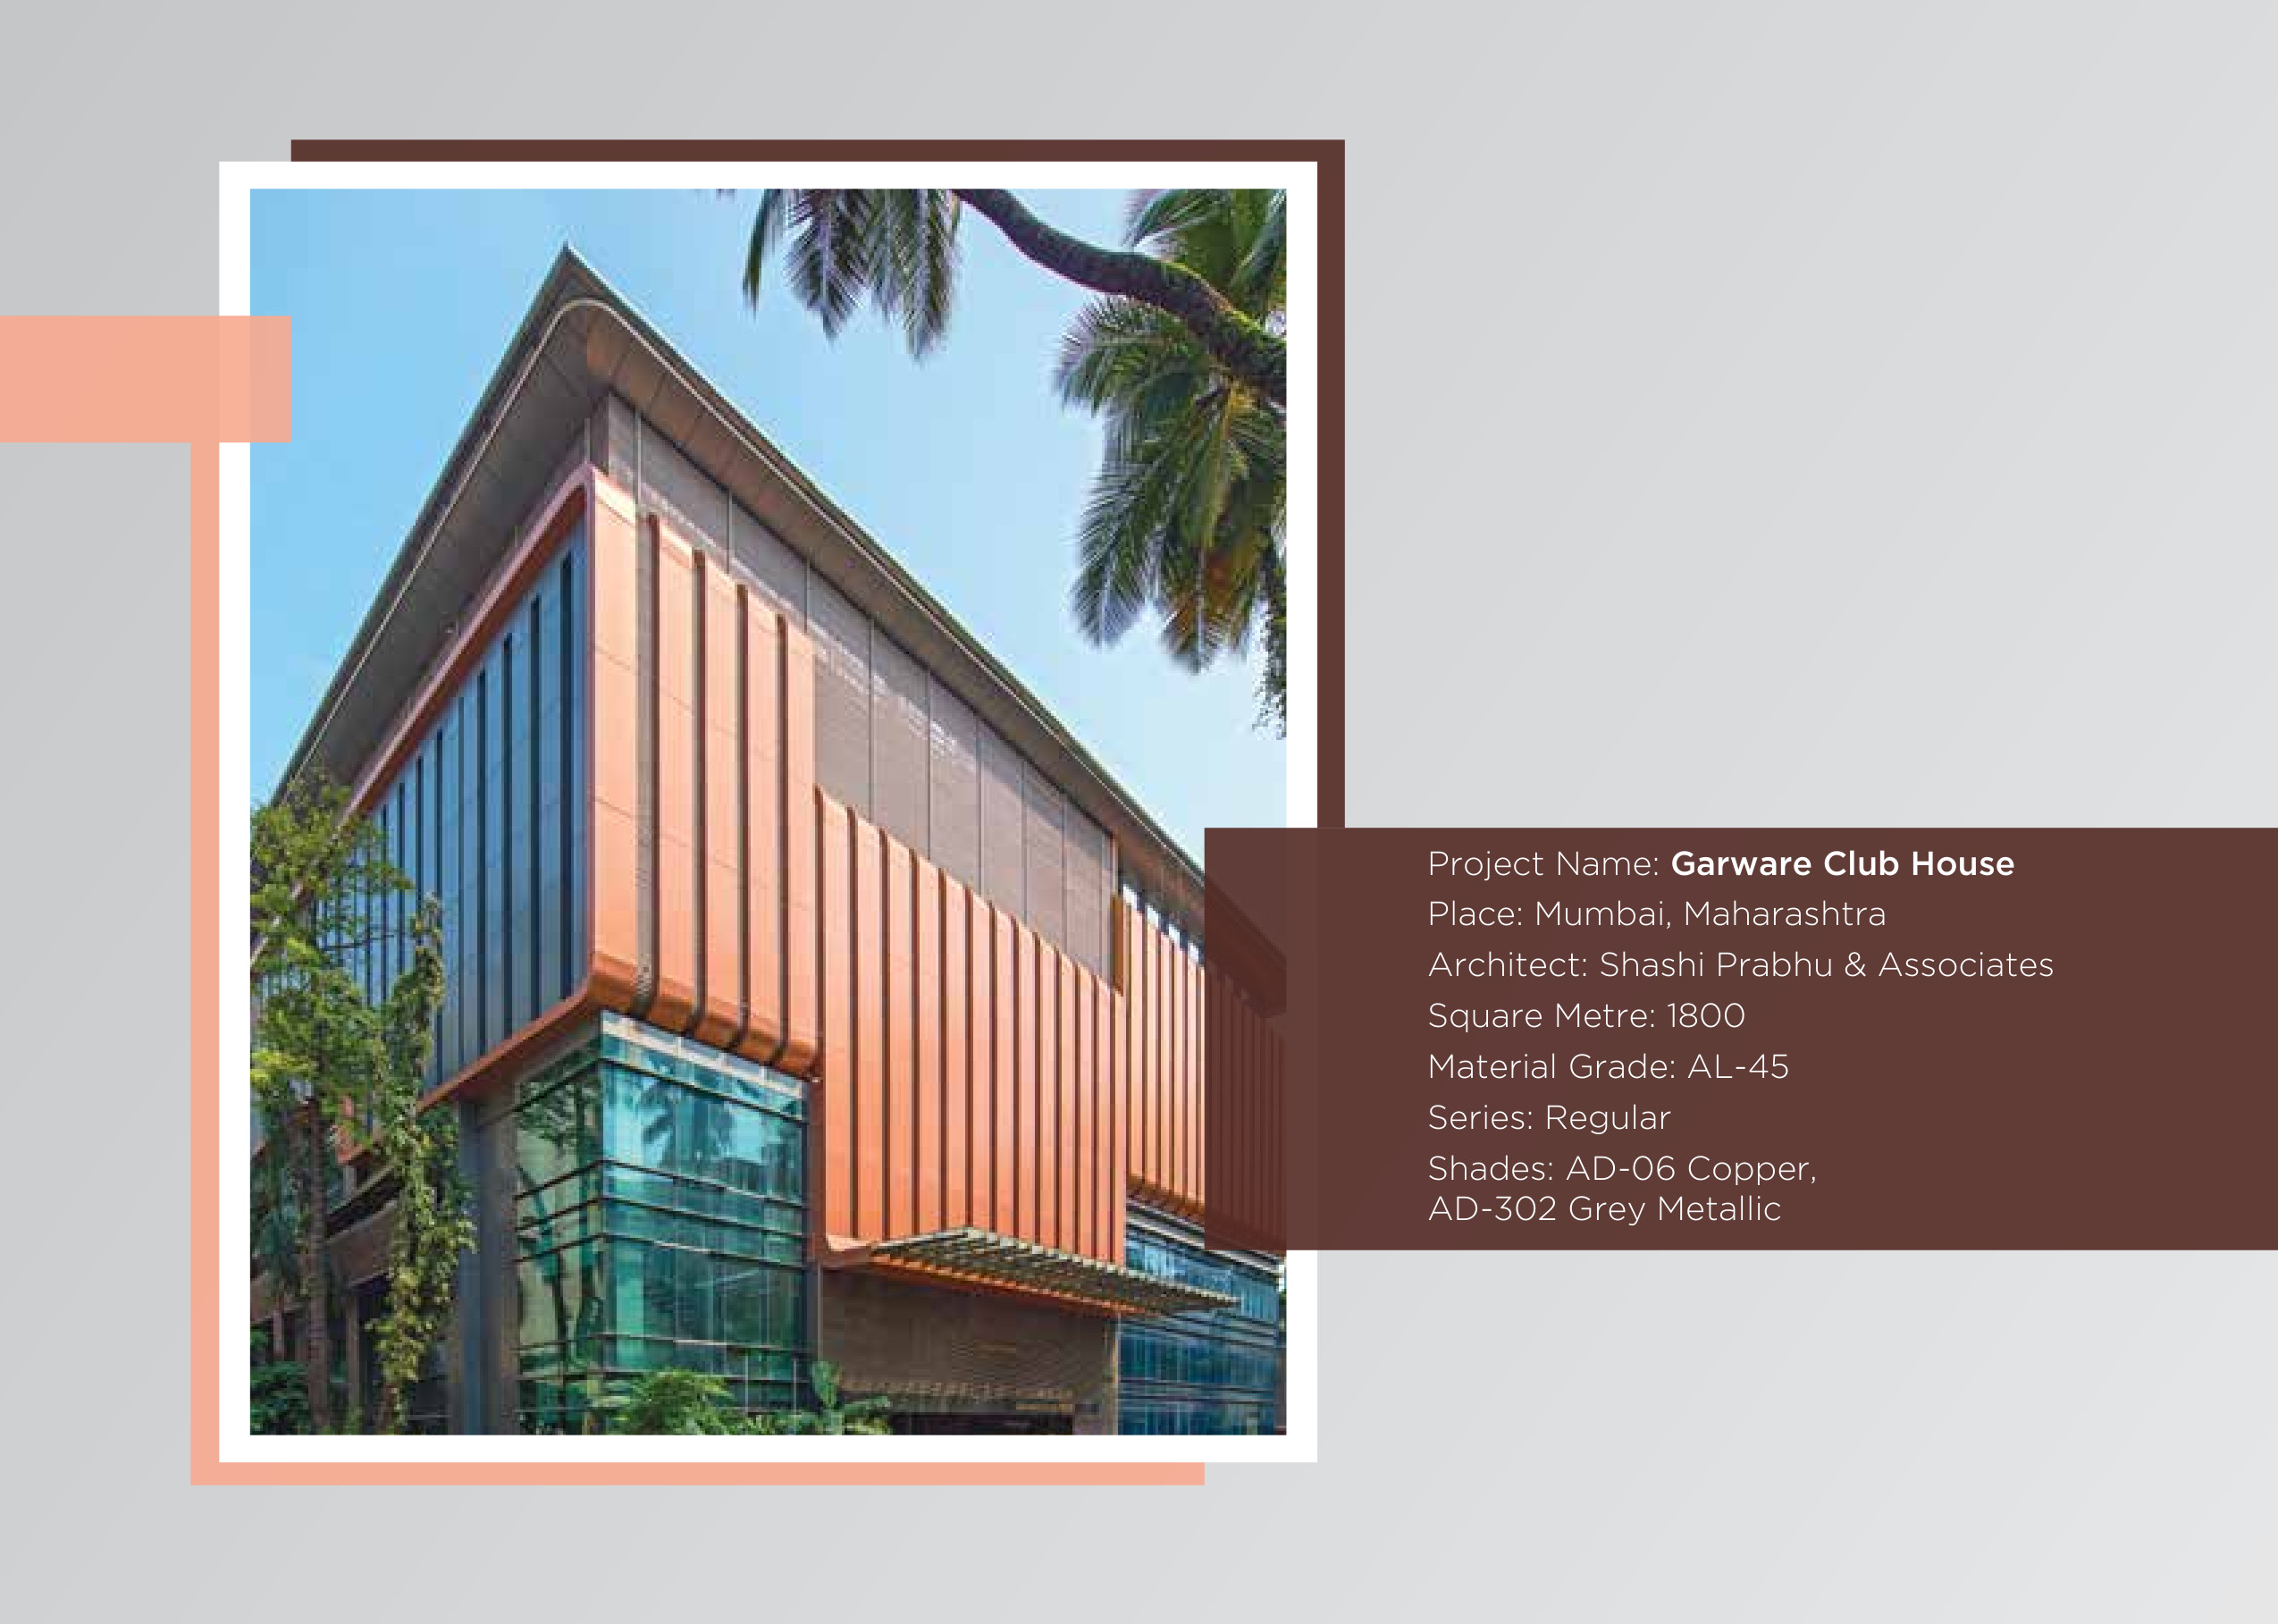 Project Name: Garware Club House
Place: Mumbai, Maharashtra
Architect: Shashi Prabhu & Associates
Square Metre: 1800
Material Grade: AL-45
Series: Regular
Shades: AD-06 Copper,
AD-302 Grey Metallic